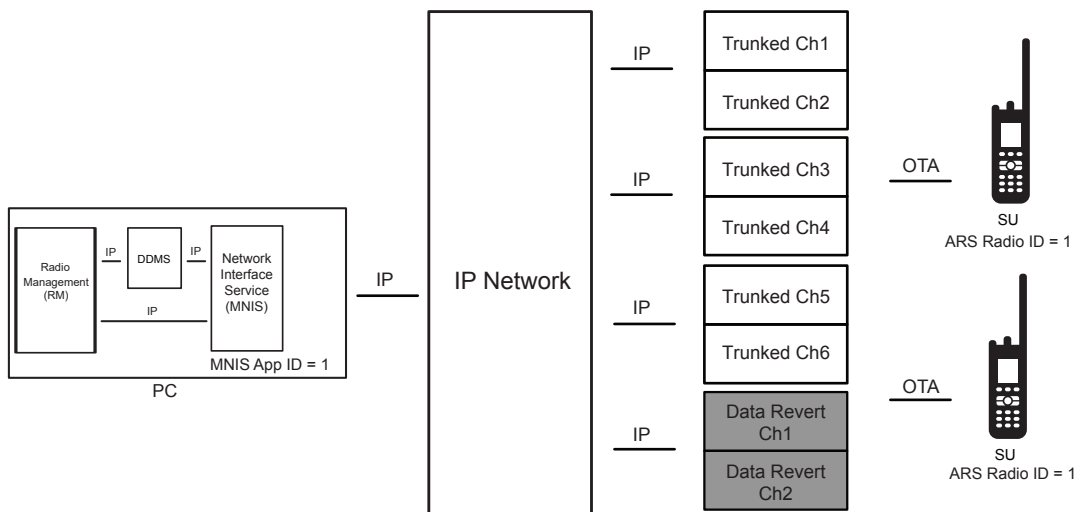 Radio
Management
(RM)
IP
DDMS
IP
Network
Interface
Service
(MNIS)
IP
MNIS App ID = 1
PC
IP
IP Network
IP
Trunked Ch1
Trunked Ch2
IP
Trunked Ch3
Trunked Ch4
IP
Trunked Ch5
Trunked Ch6
IP
Data Revert
Ch1
Data Revert
Ch2
OTA
SU
ARS Radio ID = 1
OTA
SU
ARS Radio ID = 1